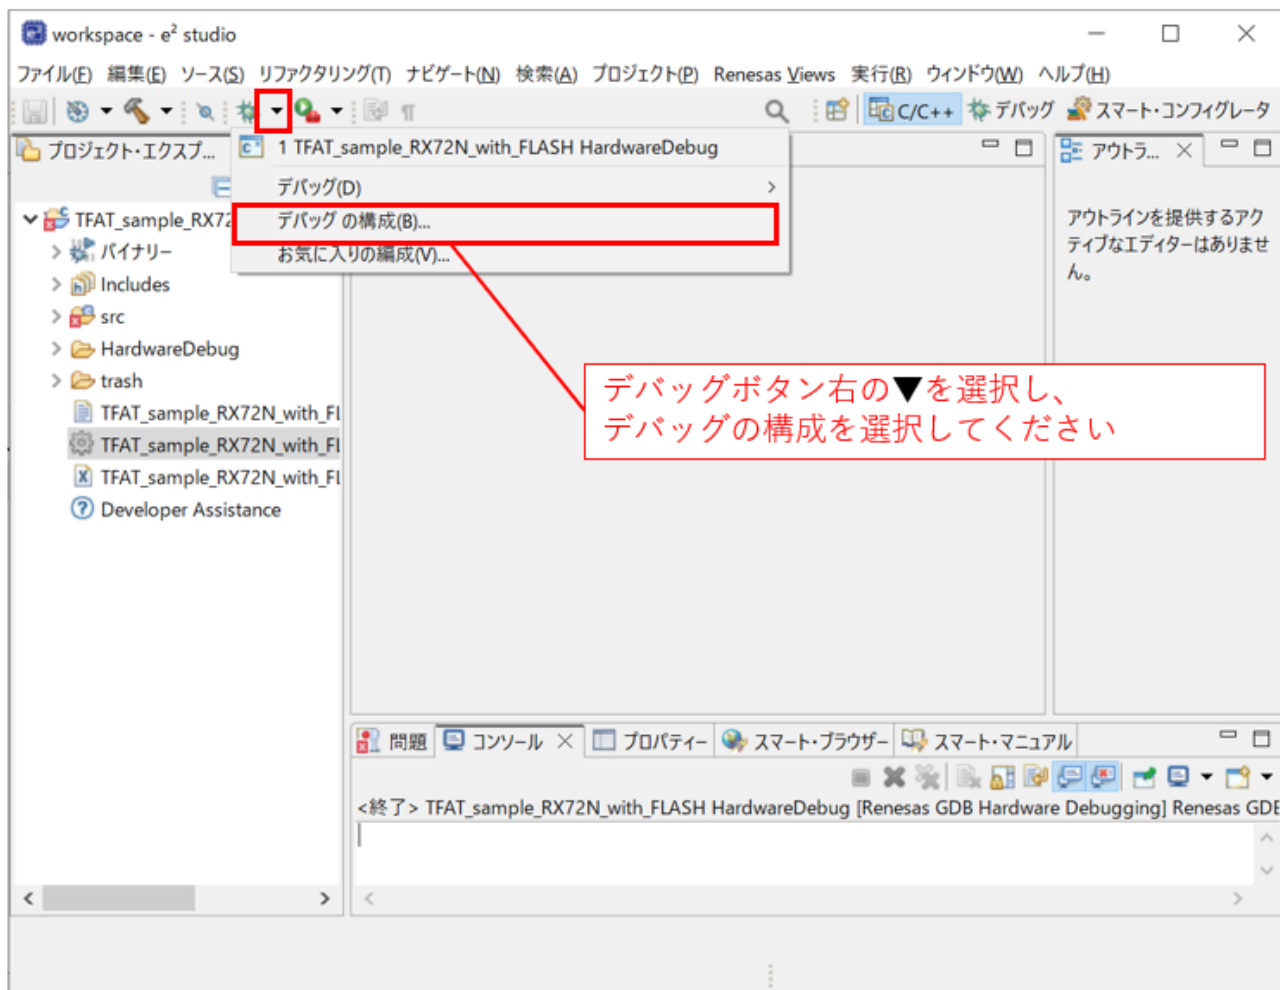 workspace - e² studio
ファイル(F) 編集(E) ソース(S) リファクタリング(T) ナビゲート(N) 検索(A) プロジェクト(P) Renesas Views 実行(R) ウィンドウ(W) ヘルプ(H)
C/C++ デバッグ スマート・コンフィグレータ
プロジェクト・エクスプ...
1 TFAT_sample_RX72N_with_FLASH HardwareDebug
デバッグ(D)
デバッグ の構成(B)...
お気に入りの編成(V)...
アウトラ...
アウトラインを提供するアク
ティブなエディターはありませ
ん。
TFAT_sample_RX72
バイナリー
Includes
src
HardwareDebug
trash
TFAT_sample_RX72N_with_FL
TFAT_sample_RX72N_with_FL
TFAT_sample_RX72N_with_FL
Developer Assistance
デバッグボタン右の▼を選択し、
デバッグの構成を選択してください
問題 コンソール プロパティー スマート・ブラウザー スマート・マニュアル
<終了> TFAT_sample_RX72N_with_FLASH HardwareDebug [Renesas GDB Hardware Debugging] Renesas GDB